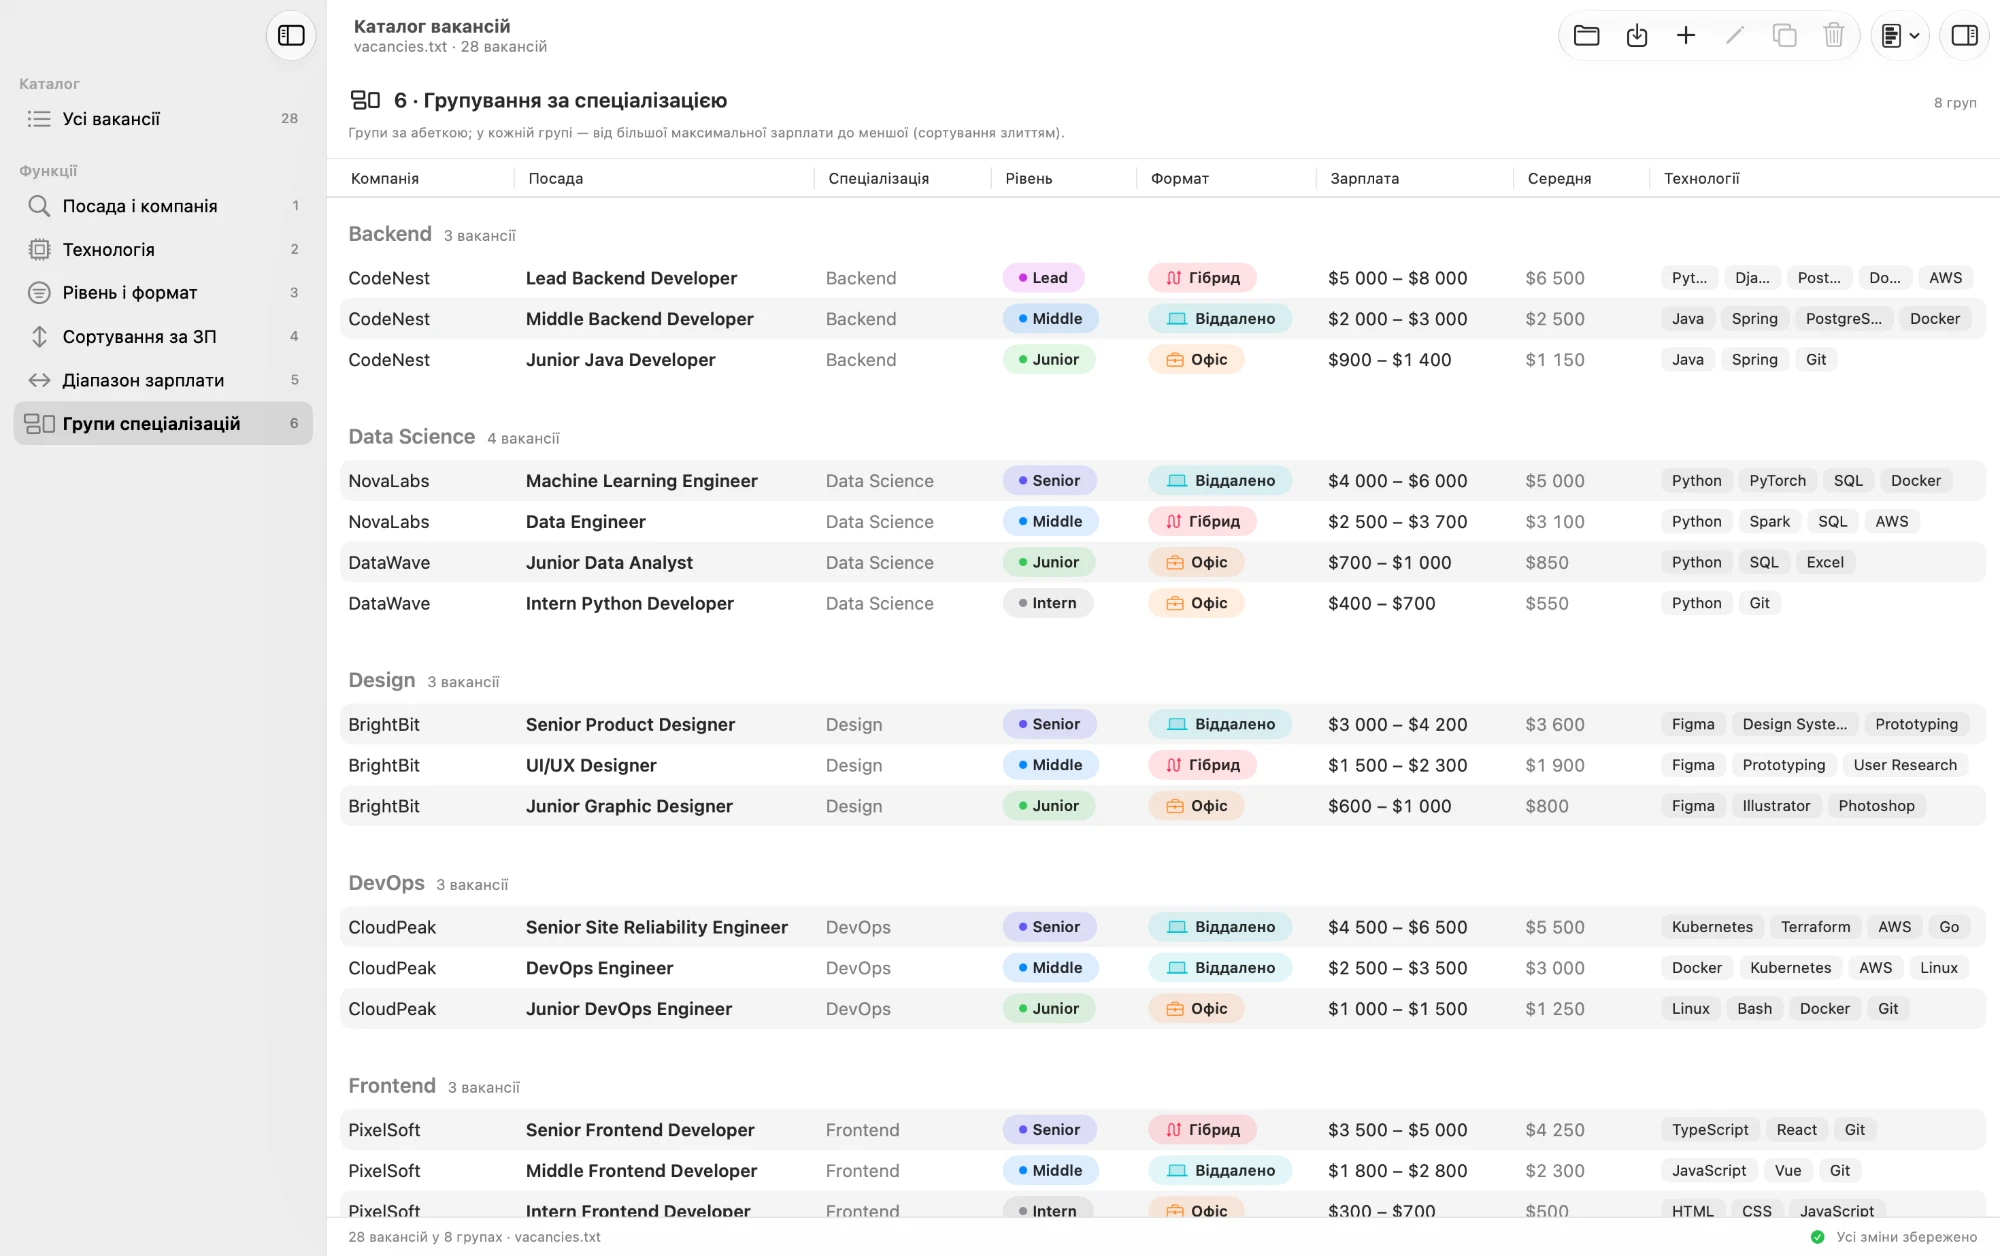 Каталог вакансій
vacancies.txt · 28 вакансій
Каталог
Усі вакансії 28
Функції
Посада і компанія 1
Технологія 2
Рівень і формат 3
Сортування за ЗП 4
Діапазон зарплати 5
Групи спеціалізацій 6
6 · Групування за спеціалізацією
8 груп
Групи за абеткою; у кожній групі — від більшої максимальної зарплати до меншої (сортування злиттям).
Компанія Посада Спеціалізація Рівень Формат Зарплата Середня Технології
Backend 3 вакансії
CodeNest Lead Backend Developer Backend Lead Гібрид $5 000 – $8 000 $6 500 Pyt... Dja... Post... Do... AWS
CodeNest Middle Backend Developer Backend Middle Віддалено $2 000 – $3 000 $2 500 Java Spring PostgreS... Docker
CodeNest Junior Java Developer Backend Junior Офіс $900 – $1 400 $1 150 Java Spring Git
Data Science 4 вакансії
NovaLabs Machine Learning Engineer Data Science Senior Віддалено $4 000 – $6 000 $5 000 Python PyTorch SQL Docker
NovaLabs Data Engineer Data Science Middle Гібрид $2 500 – $3 700 $3 100 Python Spark SQL AWS
DataWave Junior Data Analyst Data Science Junior Офіс $700 – $1 000 $850 Python SQL Excel
DataWave Intern Python Developer Data Science Intern Офіс $400 – $700 $550 Python Git
Design 3 вакансії
BrightBit Senior Product Designer Design Senior Віддалено $3 000 – $4 200 $3 600 Figma Design Syste... Prototyping
BrightBit UI/UX Designer Design Middle Гібрид $1 500 – $2 300 $1 900 Figma Prototyping User Research
BrightBit Junior Graphic Designer Design Junior Офіс $600 – $1 000 $800 Figma Illustrator Photoshop
DevOps 3 вакансії
CloudPeak Senior Site Reliability Engineer DevOps Senior Віддалено $4 500 – $6 500 $5 500 Kubernetes Terraform AWS Go
CloudPeak DevOps Engineer DevOps Middle Віддалено $2 500 – $3 500 $3 000 Docker Kubernetes AWS Linux
CloudPeak Junior DevOps Engineer DevOps Junior Офіс $1 000 – $1 500 $1 250 Linux Bash Docker Git
Frontend 3 вакансії
PixelSoft Senior Frontend Developer Frontend Senior Гібрид $3 500 – $5 000 $4 250 TypeScript React Git
PixelSoft Middle Frontend Developer Frontend Middle Віддалено $1 800 – $2 800 $2 300 JavaScript Vue Git
PixelSoft Intern Frontend Developer Frontend Intern Офіс $300 – $700 $500 HTML CSS JavaScript
28 вакансій у 8 групах · vacancies.txt
Усі зміни збережено